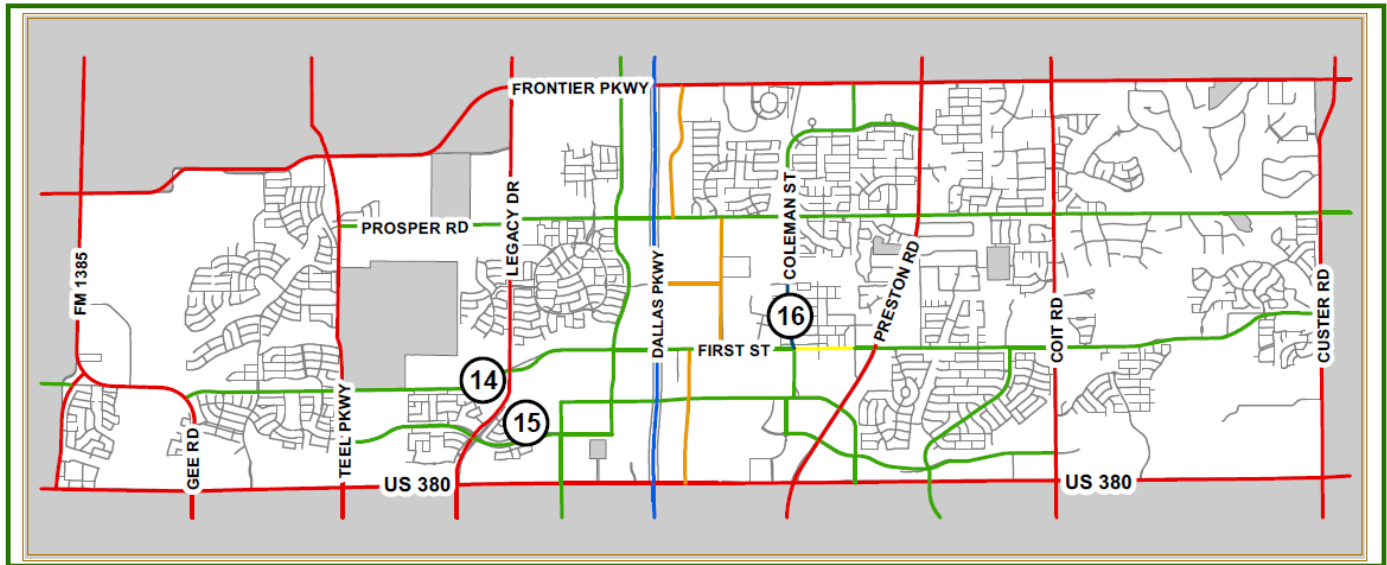 FRONTIER PKWY
LEGACY DR
COLEMAN ST
PROSPER RD
PRESTON RD
FM 1385
DALLAS PKWY
CUSTER RD
16
COIT RD
FIRST ST
14
15
TEEL PKWY
GEE RD
US 380
US 380